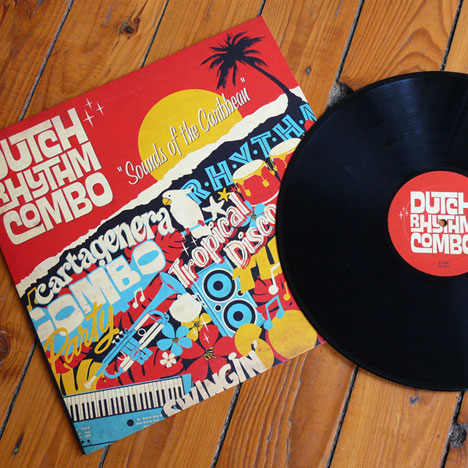 DUTCH
RHYTHM
COMBO
"Sounds of the Caribbean"
RHYTHM
Cartagenera
COMBO
Party
Tropical
Disco
SWINGIN'
DUTCH
RHYTHM
COMBO